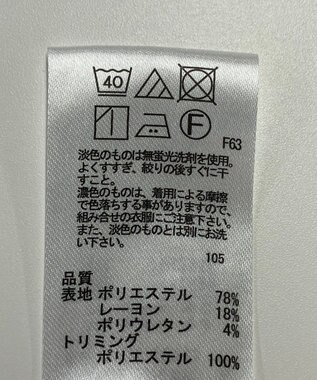 40
F
F63
淡色のものは無蛍光洗剤を使用。
よくすすぎ、絞りの後すぐに干
すこと。
濃色のものは、着用による摩擦
で色落ちする事がありますので、
組み合せの衣服にご注意下さい。
また、淡色のものとは別にお洗
い下さい。
105
品質
表地 ポリエステル 78%
レーヨン 18%
ポリウレタン 4%
トリミング
ポリエステル 100%